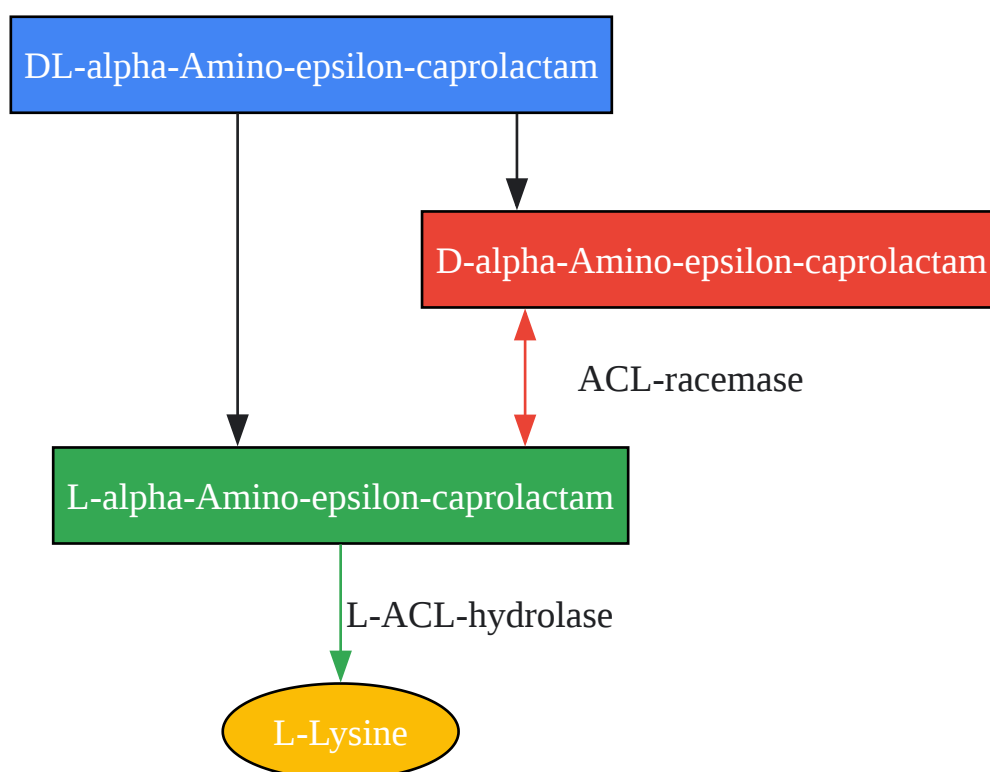 DL-alpha-Amino-epsilon-caprolactam
D-alpha-Amino-epsilon-caprolactam
ACL-racemase
L-alpha-Amino-epsilon-caprolactam
L-ACL-hydrolase
L-Lysine